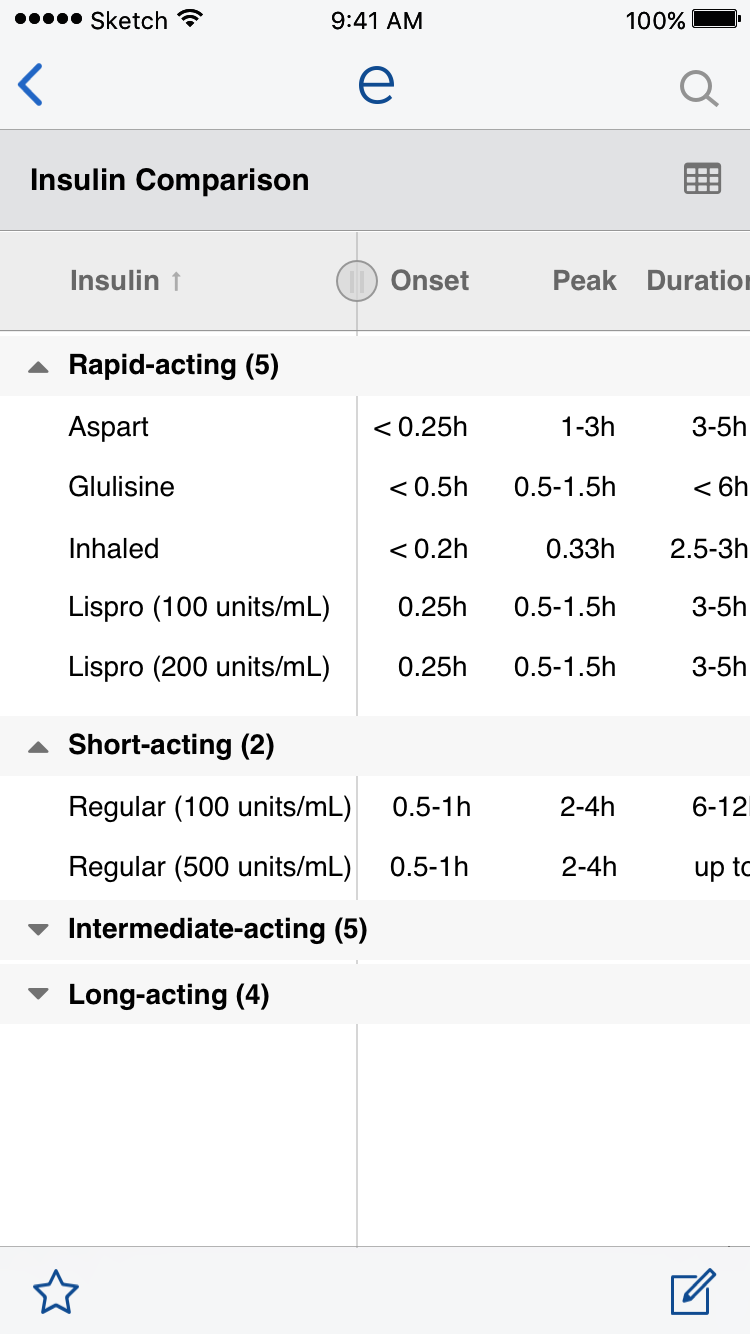 Sketch 9:41 AM 100%
e
Insulin Comparison
Insulin ↑ Onset Peak Duration
Rapid-acting (5)
Aspart < 0.25h 1-3h 3-5h
Glulisine < 0.5h 0.5-1.5h < 6h
Inhaled < 0.2h 0.33h 2.5-3h
Lispro (100 units/mL) 0.25h 0.5-1.5h 3-5h
Lispro (200 units/mL) 0.25h 0.5-1.5h 3-5h
Short-acting (2)
Regular (100 units/mL) 0.5-1h 2-4h 6-12
Regular (500 units/mL) 0.5-1h 2-4h up to
Intermediate-acting (5)
Long-acting (4)